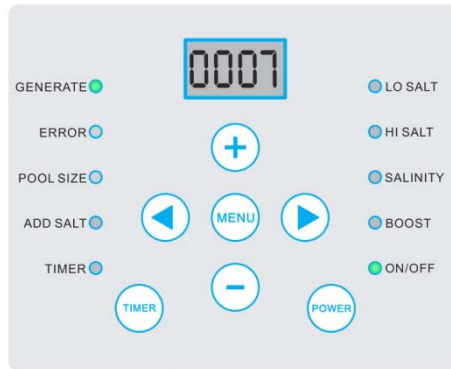 0007
GENERATE
LO SALT
ERROR
HI SALT
+
POOL SIZE
SALINITY
MENU
ADD SALT
BOOST
TIMER
ON/OFF
−
TIMER
POWER